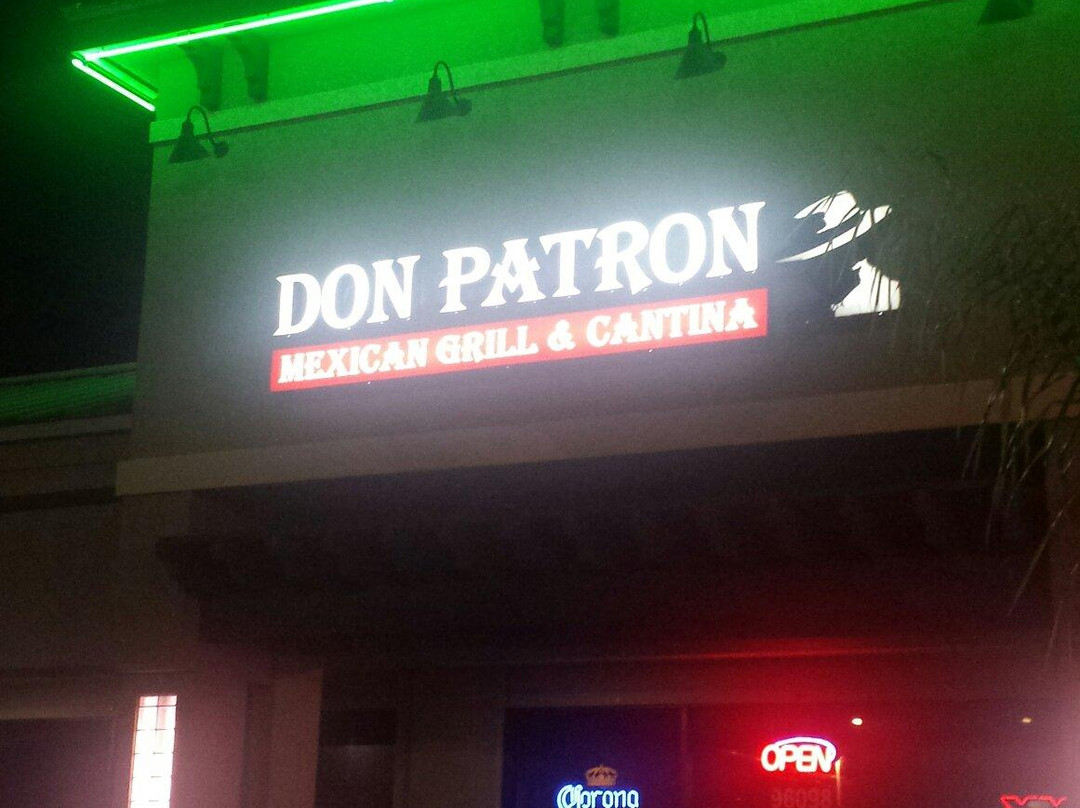 DON PATRON
MEXICAN GRILL & CANTINA
OPEN
Corona